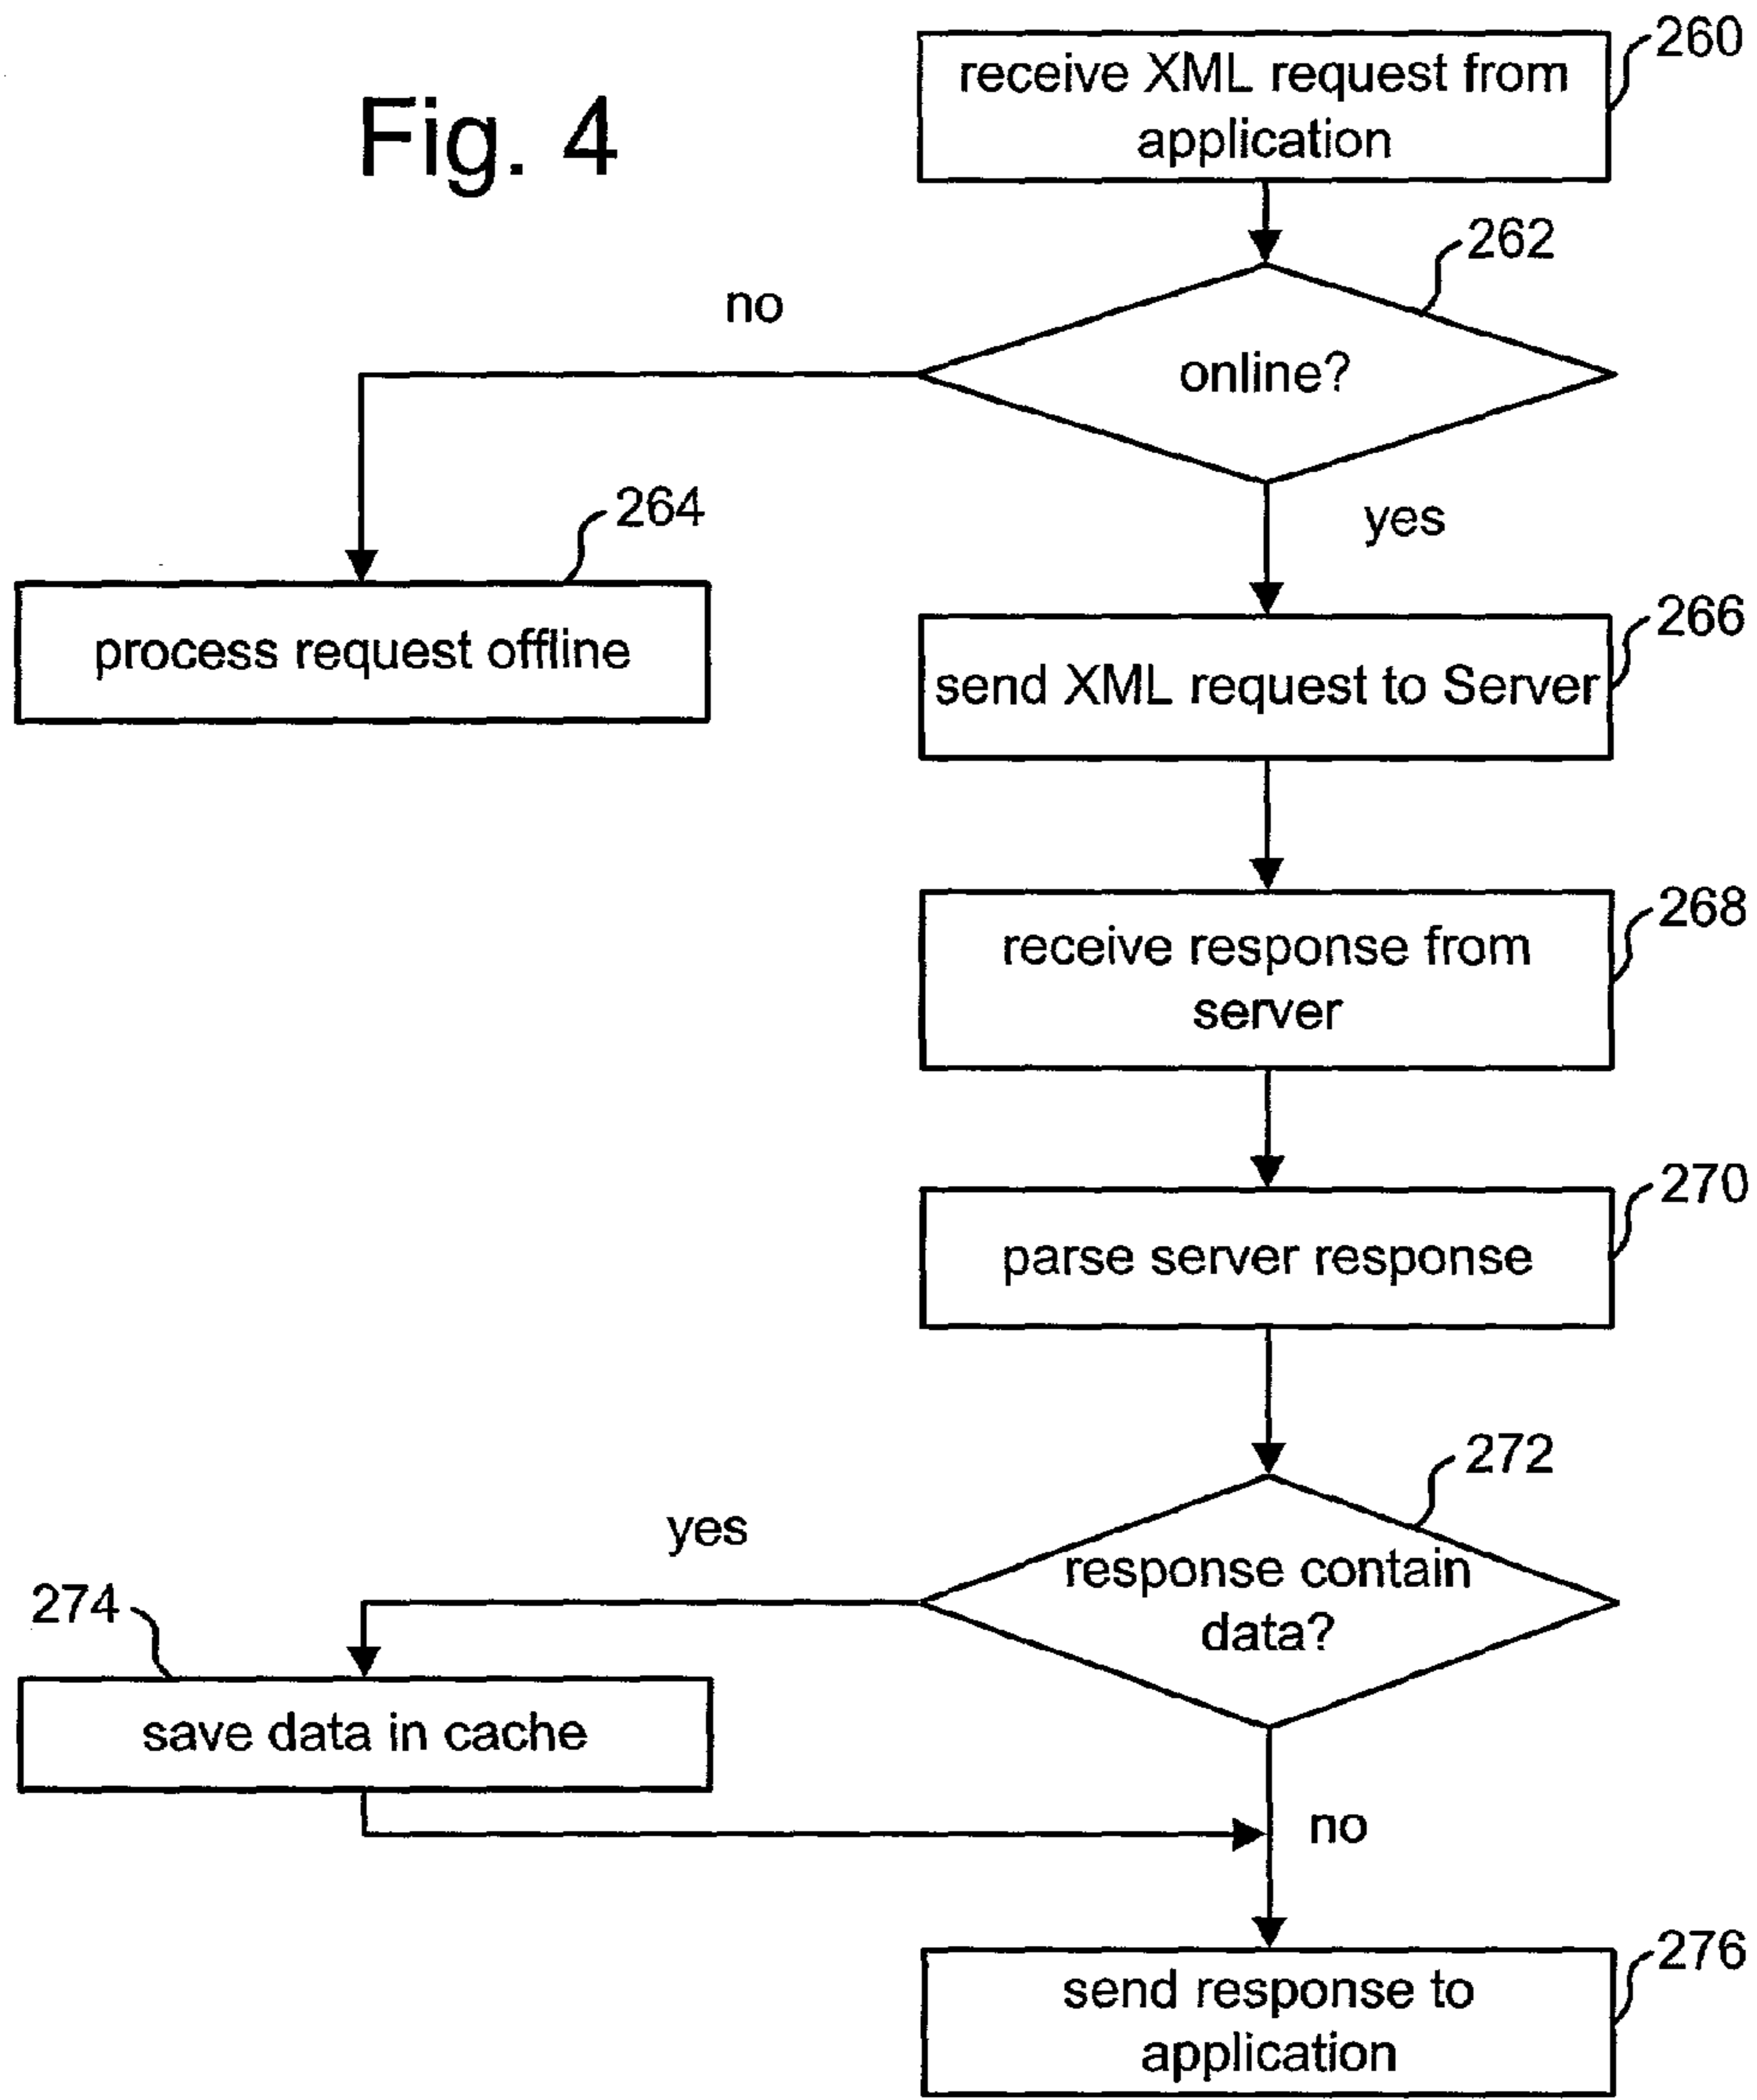 Fig. 4
260
receive XML request from
application
262
no
online?
yes
264
process request offline
266
send XML request to Server
268
receive response from
server
270
parse server response
272
yes
response contain
data?
274
save data in cache
no
276
send response to
application